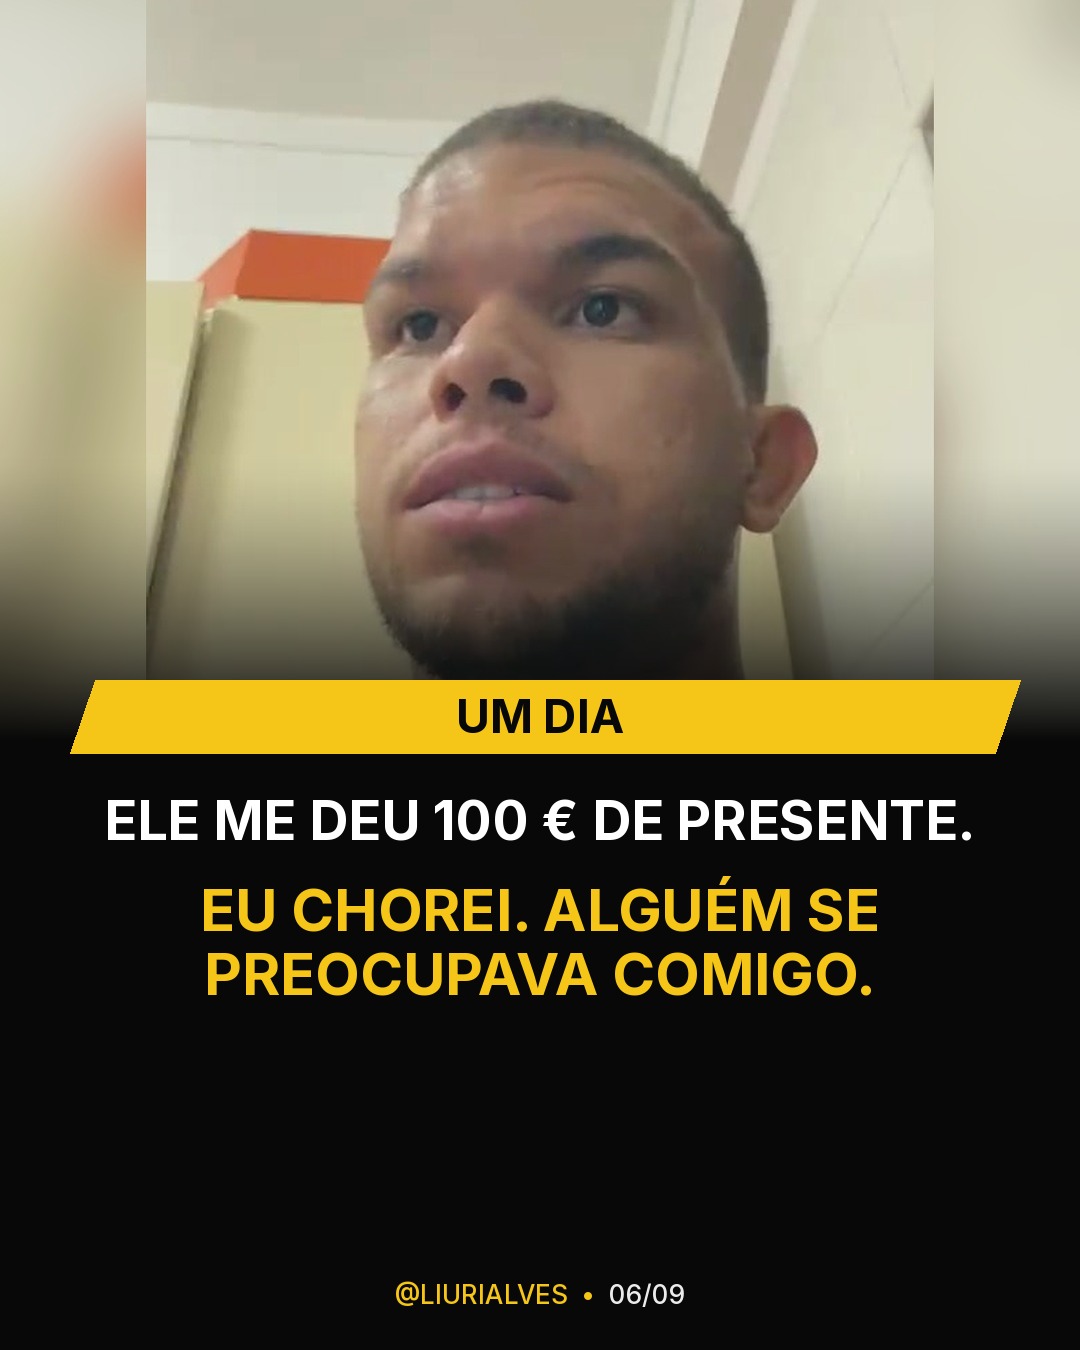 UM DIA
ELE ME DEU 100 € DE PRESENTE.
EU CHOREI. ALGUÉM SE
PREOCUPAVA COMIGO.
@LIURIALVES • 06/09